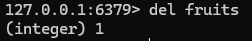 127.0.0.1:6379> del fruits
(integer) 1